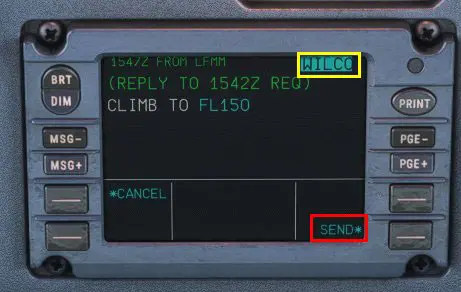 1547Z FROM LFMM WILCO
(REPLY TO 1542Z REQ)
CLIMB TO FL150
*CANCEL
SEND*
BRT
DIM
MSG-
MSG+
PRINT
PGE-
PGE+